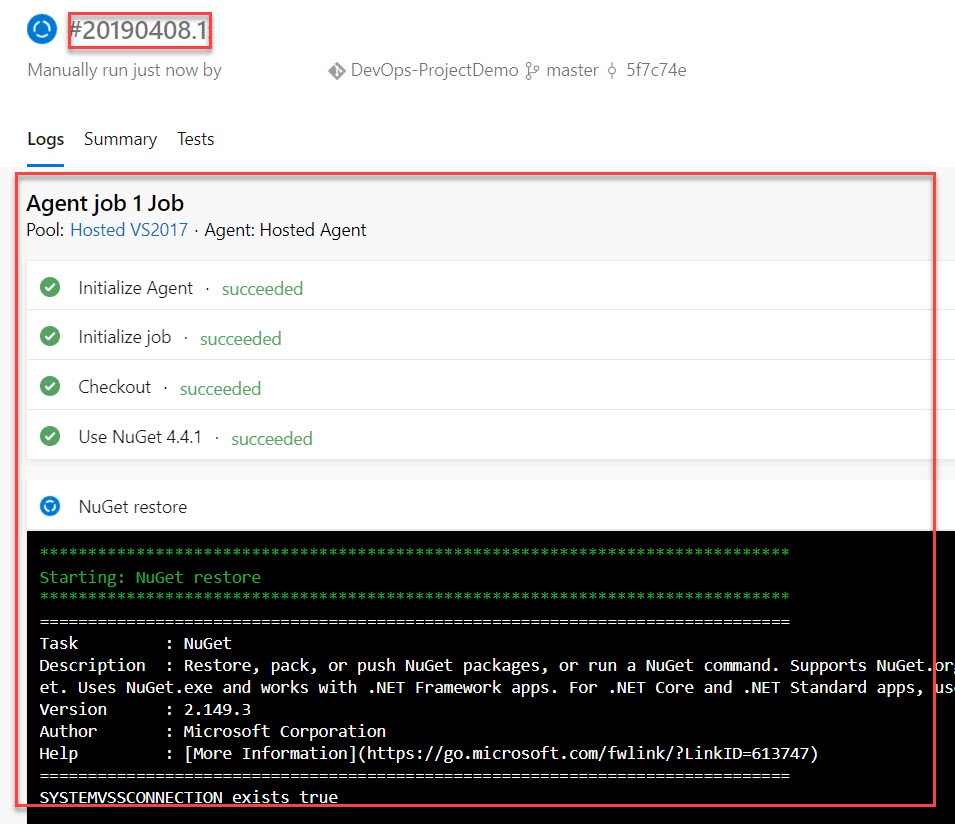 #20190408.1
Manually run just now by DevOps-ProjectDemo master 5f7c74e
Logs Summary Tests
Agent job 1 Job
Pool: Hosted VS2017 · Agent: Hosted Agent
Initialize Agent · succeeded
Initialize job · succeeded
Checkout · succeeded
Use NuGet 4.4.1 · succeeded
NuGet restore
******************************************************************************
Starting: NuGet restore
******************************************************************************
==============================================================================
Task : NuGet
Description : Restore, pack, or push NuGet packages, or run a NuGet command. Supports NuGet.or
et. Uses NuGet.exe and works with .NET Framework apps. For .NET Core and .NET Standard apps, us
Version : 2.149.3
Author : Microsoft Corporation
Help : [More Information](https://go.microsoft.com/fwlink/?LinkID=613747)
==============================================================================
SYSTEMVSSCONNECTION exists true